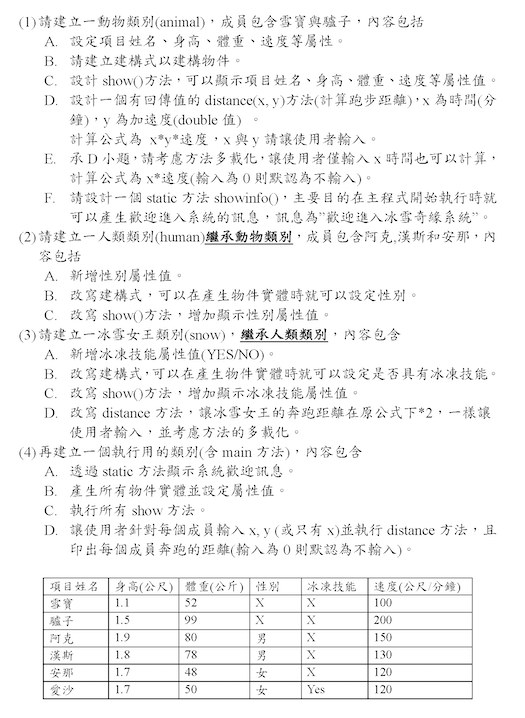 (1)請建立一動物類別(animal)，成員包含雪寶與驢子，內容包括
A. 設定項目姓名、身高、體重、速度等屬性。
B. 請建立建構式以建構物件。
C. 設計 show()方法，可以顯示項目姓名、身高、體重、速度等屬性值。
D. 設計一個有回傳值的 distance(x, y)方法(計算跑步距離)，x 為時間(分
鐘)，y 為加速度(double 值) 。
計算公式為 x*y*速度，x 與 y 請讓使用者輸入。
E. 承 D 小題，請考慮方法多載化，讓使用者僅輸入 x 時間也可以計算，
計算公式為 x*速度(輸入為 0 則默認為不輸入)。
F. 請設計一個 static 方法 showinfo()，主要目的在主程式開始執行時就
可以產生歡迎進入系統的訊息，訊息為"歡迎進入冰雪奇緣系統"。
(2)請建立一人類類別(human)繼承動物類別，成員包含阿克,漢斯和安那，內
容包括
A. 新增性別屬性值。
B. 改寫建構式，可以在產生物件實體時就可以設定性別。
C. 改寫 show()方法，增加顯示性別屬性值。
(3)請建立一冰雪女王類別(snow)，繼承人類類別，內容包含
A. 新增冰凍技能屬性值(YES/NO)。
B. 改寫建構式，可以在產生物件實體時就可以設定是否具有冰凍技能。
C. 改寫 show()方法，增加顯示冰凍技能屬性值。
D. 改寫 distance 方法，讓冰雪女王的奔跑距離在原公式下*2，一樣讓
使用者輸入，並考慮方法的多載化。
(4)再建立一個執行用的類別(含 main 方法)，內容包含
A. 透過 static 方法顯示系統歡迎訊息。
B. 產生所有物件實體並設定屬性值。
C. 執行所有 show 方法。
D. 讓使用者針對每個成員輸入 x, y (或只有 x)並執行 distance 方法，且
印出每個成員奔跑的距離(輸入為 0 則默認為不輸入)。
項目姓名 身高(公尺) 體重(公斤) 性別 冰凍技能 速度(公尺/分鐘)
雪寶 1.1 52 X X 100
驢子 1.5 99 X X 200
阿克 1.9 80 男 X 150
漢斯 1.8 78 男 X 130
安那 1.7 48 女 X 120
愛沙 1.7 50 女 Yes 120